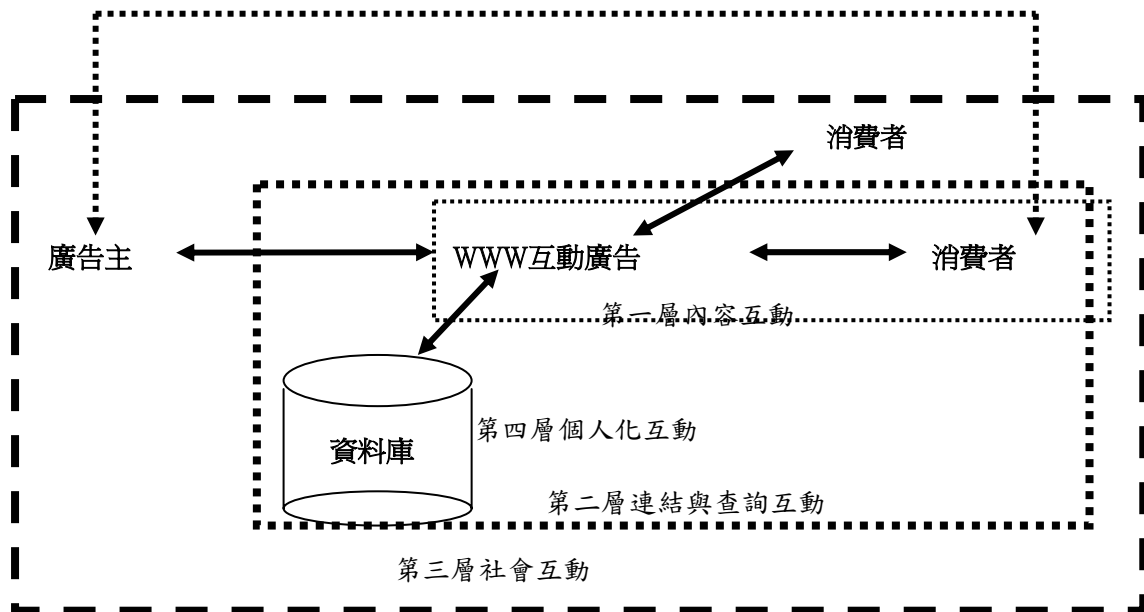 消費者
廣告主
WWW互動廣告
消費者
第一層內容互動
資料庫
第四層個人化互動
第二層連結與查詢互動
第三層社會互動